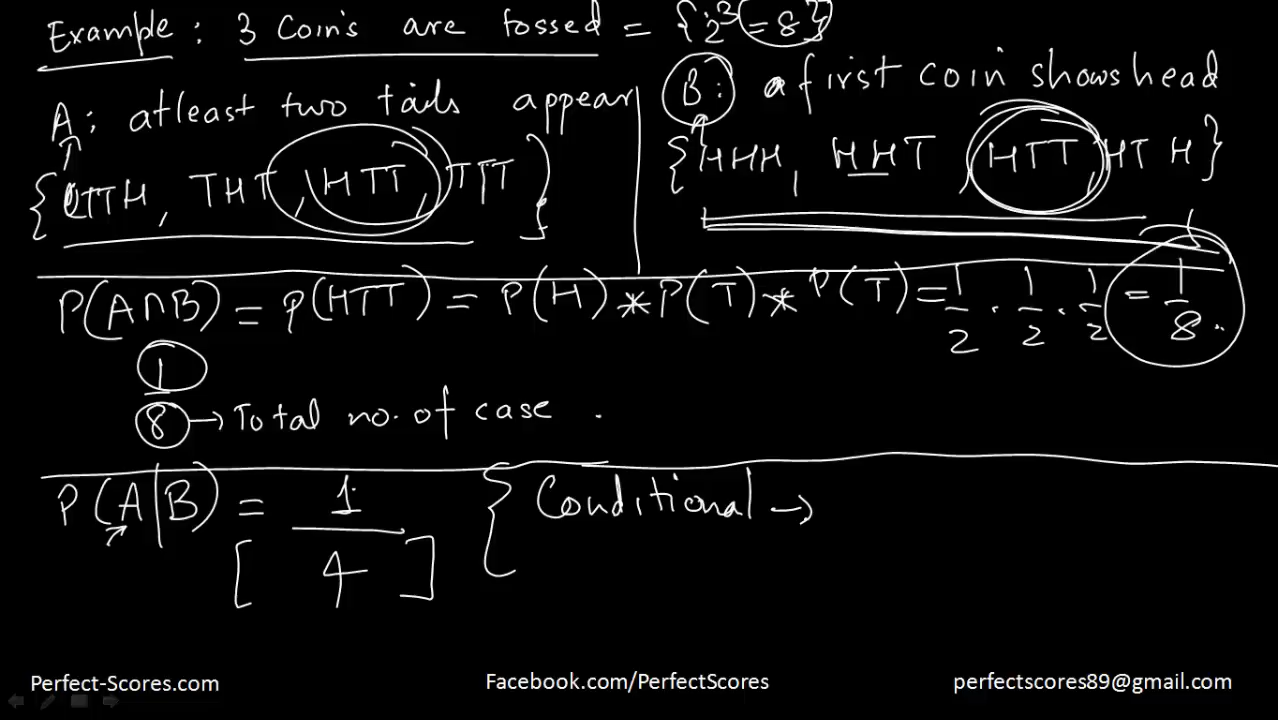 Example : 3 Coin's are tossed = {2³ = 8}
A : atleast two tails appear
{TTH, THT, HTT, TTT}
B : a first coin shows head
{HHH, HHT, HTT, HTH}
P(A∩B) = P(HTT) = P(H) * P(T) * P(T) = 1/2 . 1/2 . 1/2 = 1/8
1/8 → Total no. of case .
P(A|B) = 1/4 { Conditional →
Perfect-Scores.com
Facebook.com/PerfectScores
perfectscores89@gmail.com